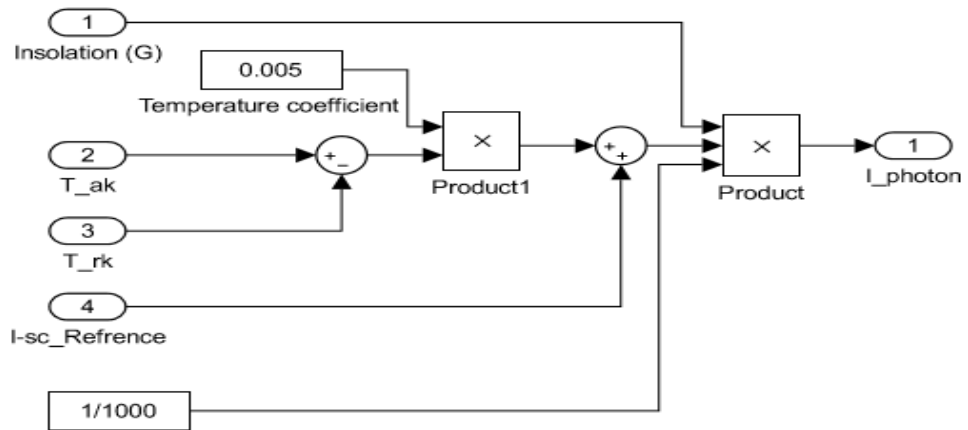 1
Insolation (G)
0.005
Temperature coefficient
2
T_ak
+
−
×
Product1
+
+
×
Product
1
I_photon
3
T_rk
4
I-sc_Refrence
1/1000